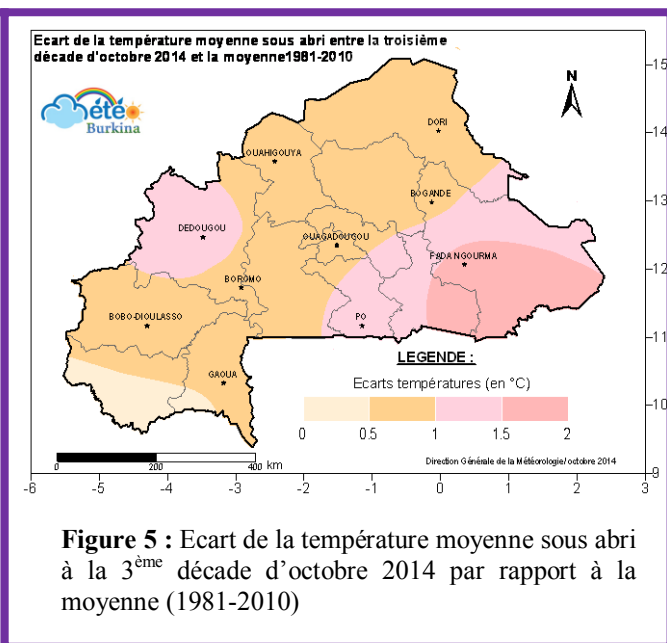 Ecart de la température moyenne sous abri entre la troisième
décade d'octobre 2014 et la moyenne1981-2010
été
Burkina
N
15
14
13
12
11
10
9
DORI
OUAHIGOUYA
BOGANDE
DEDOUGOU
OUAGADOUGOU
FADA NGOURMA
BOROMO
BOBO-DIOULASSO
PO
GAOUA
LEGENDE :
Ecarts températures (en °C)
0 0.5 1 1.5 2
0 200 400 km
Direction Générale de la Météorologie/ octobre 2014
-6 -5 -4 -3 -2 -1 0 1 2 3
Figure 5 : Ecart de la température moyenne sous abri
à la 3ème décade d'octobre 2014 par rapport à la
moyenne (1981-2010)